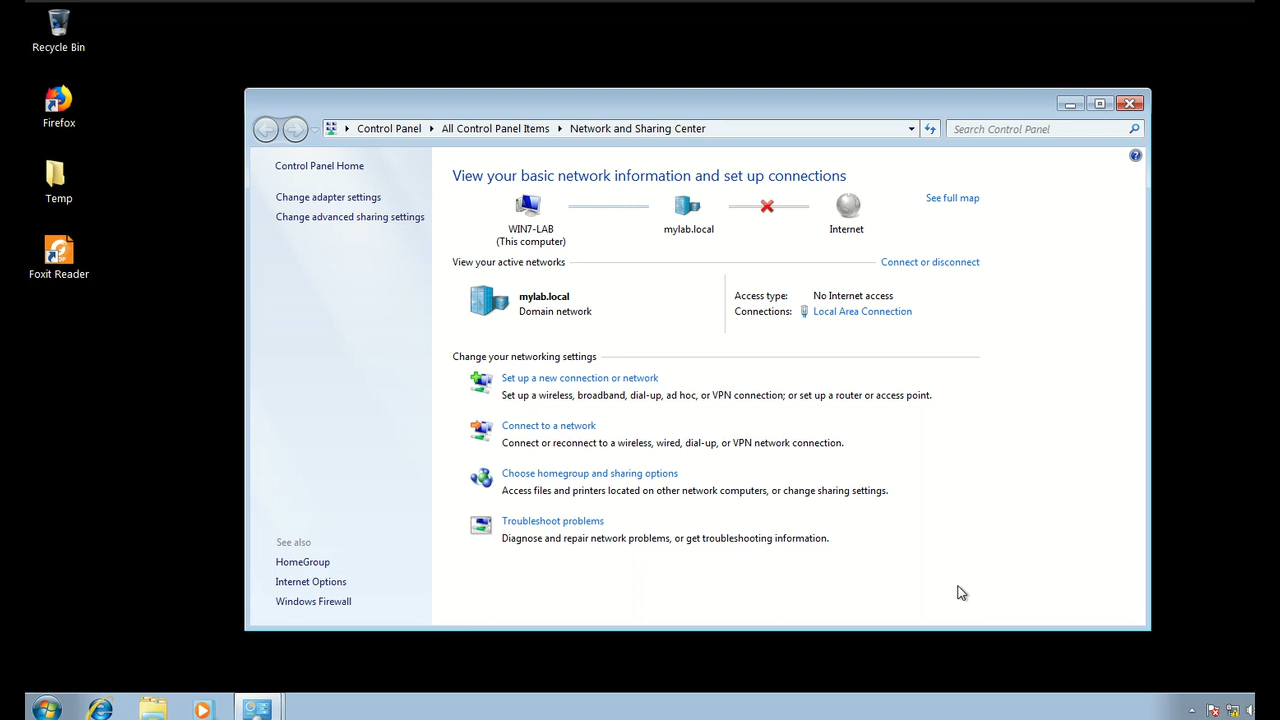 Recycle Bin
Firefox
Temp
Foxit Reader
Control Panel
All Control Panel Items
Network and Sharing Center
Search Control Panel
Control Panel Home
Change adapter settings
Change advanced sharing settings
See also
HomeGroup
Internet Options
Windows Firewall
View your basic network information and set up connections
See full map
WIN7-LAB
(This computer)
mylab.local
Internet
View your active networks
Connect or disconnect
mylab.local
Domain network
Access type: No Internet access
Connections: Local Area Connection
Change your networking settings
Set up a new connection or network
Set up a wireless, broadband, dial-up, ad hoc, or VPN connection; or set up a router or access point.
Connect to a network
Connect or reconnect to a wireless, wired, dial-up, or VPN network connection.
Choose homegroup and sharing options
Access files and printers located on other network computers, or change sharing settings.
Troubleshoot problems
Diagnose and repair network problems, or get troubleshooting information.